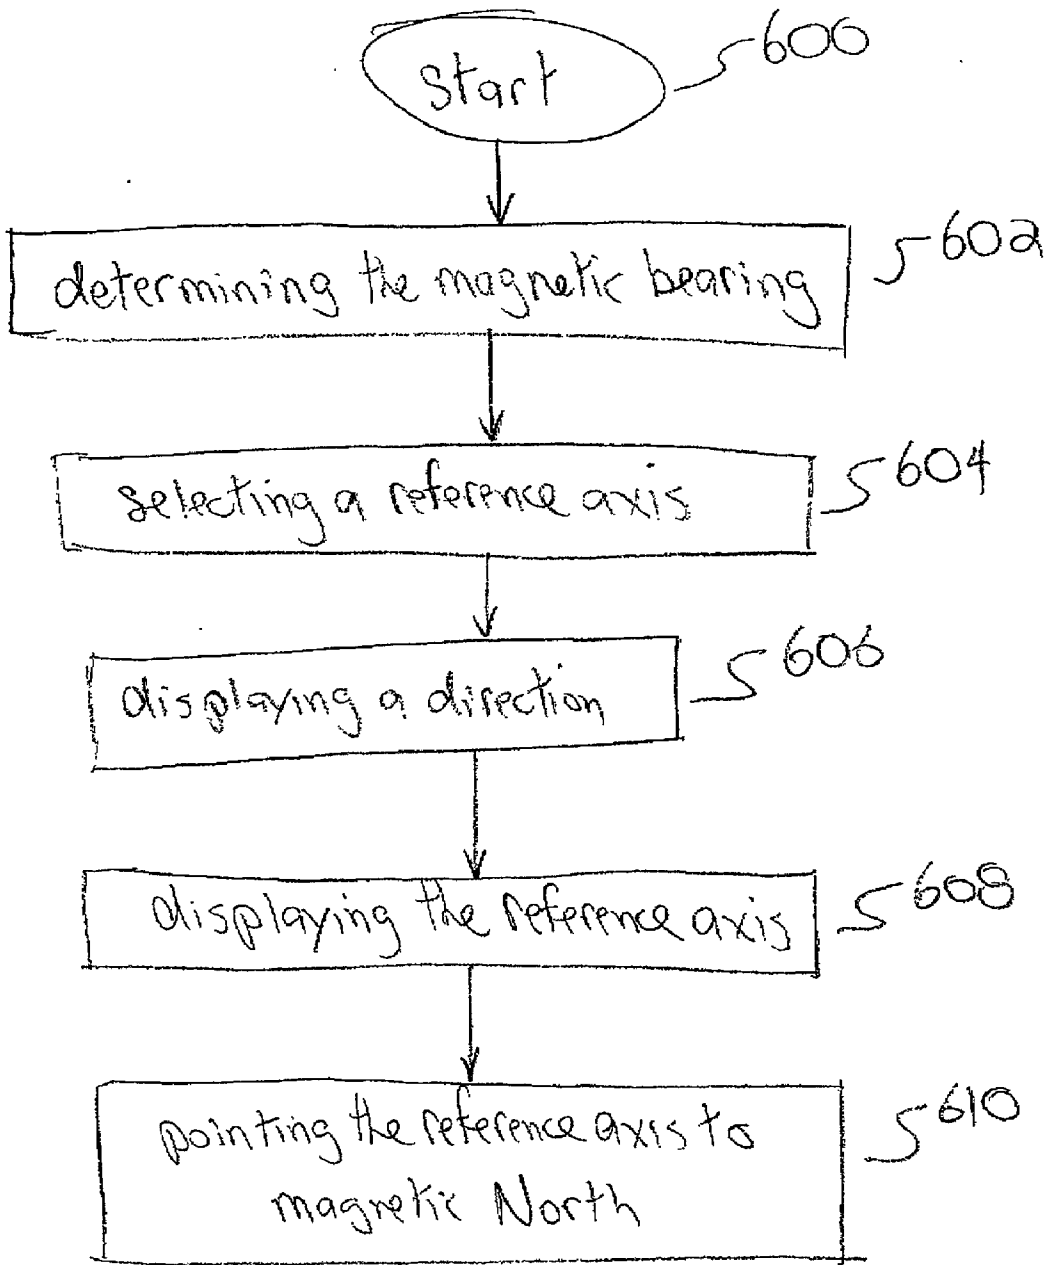 Start
600
determining the magnetic bearing
602
selecting a reference axis
604
displaying a direction
606
displaying the reference axis
608
pointing the reference axis to
magnetic North
610